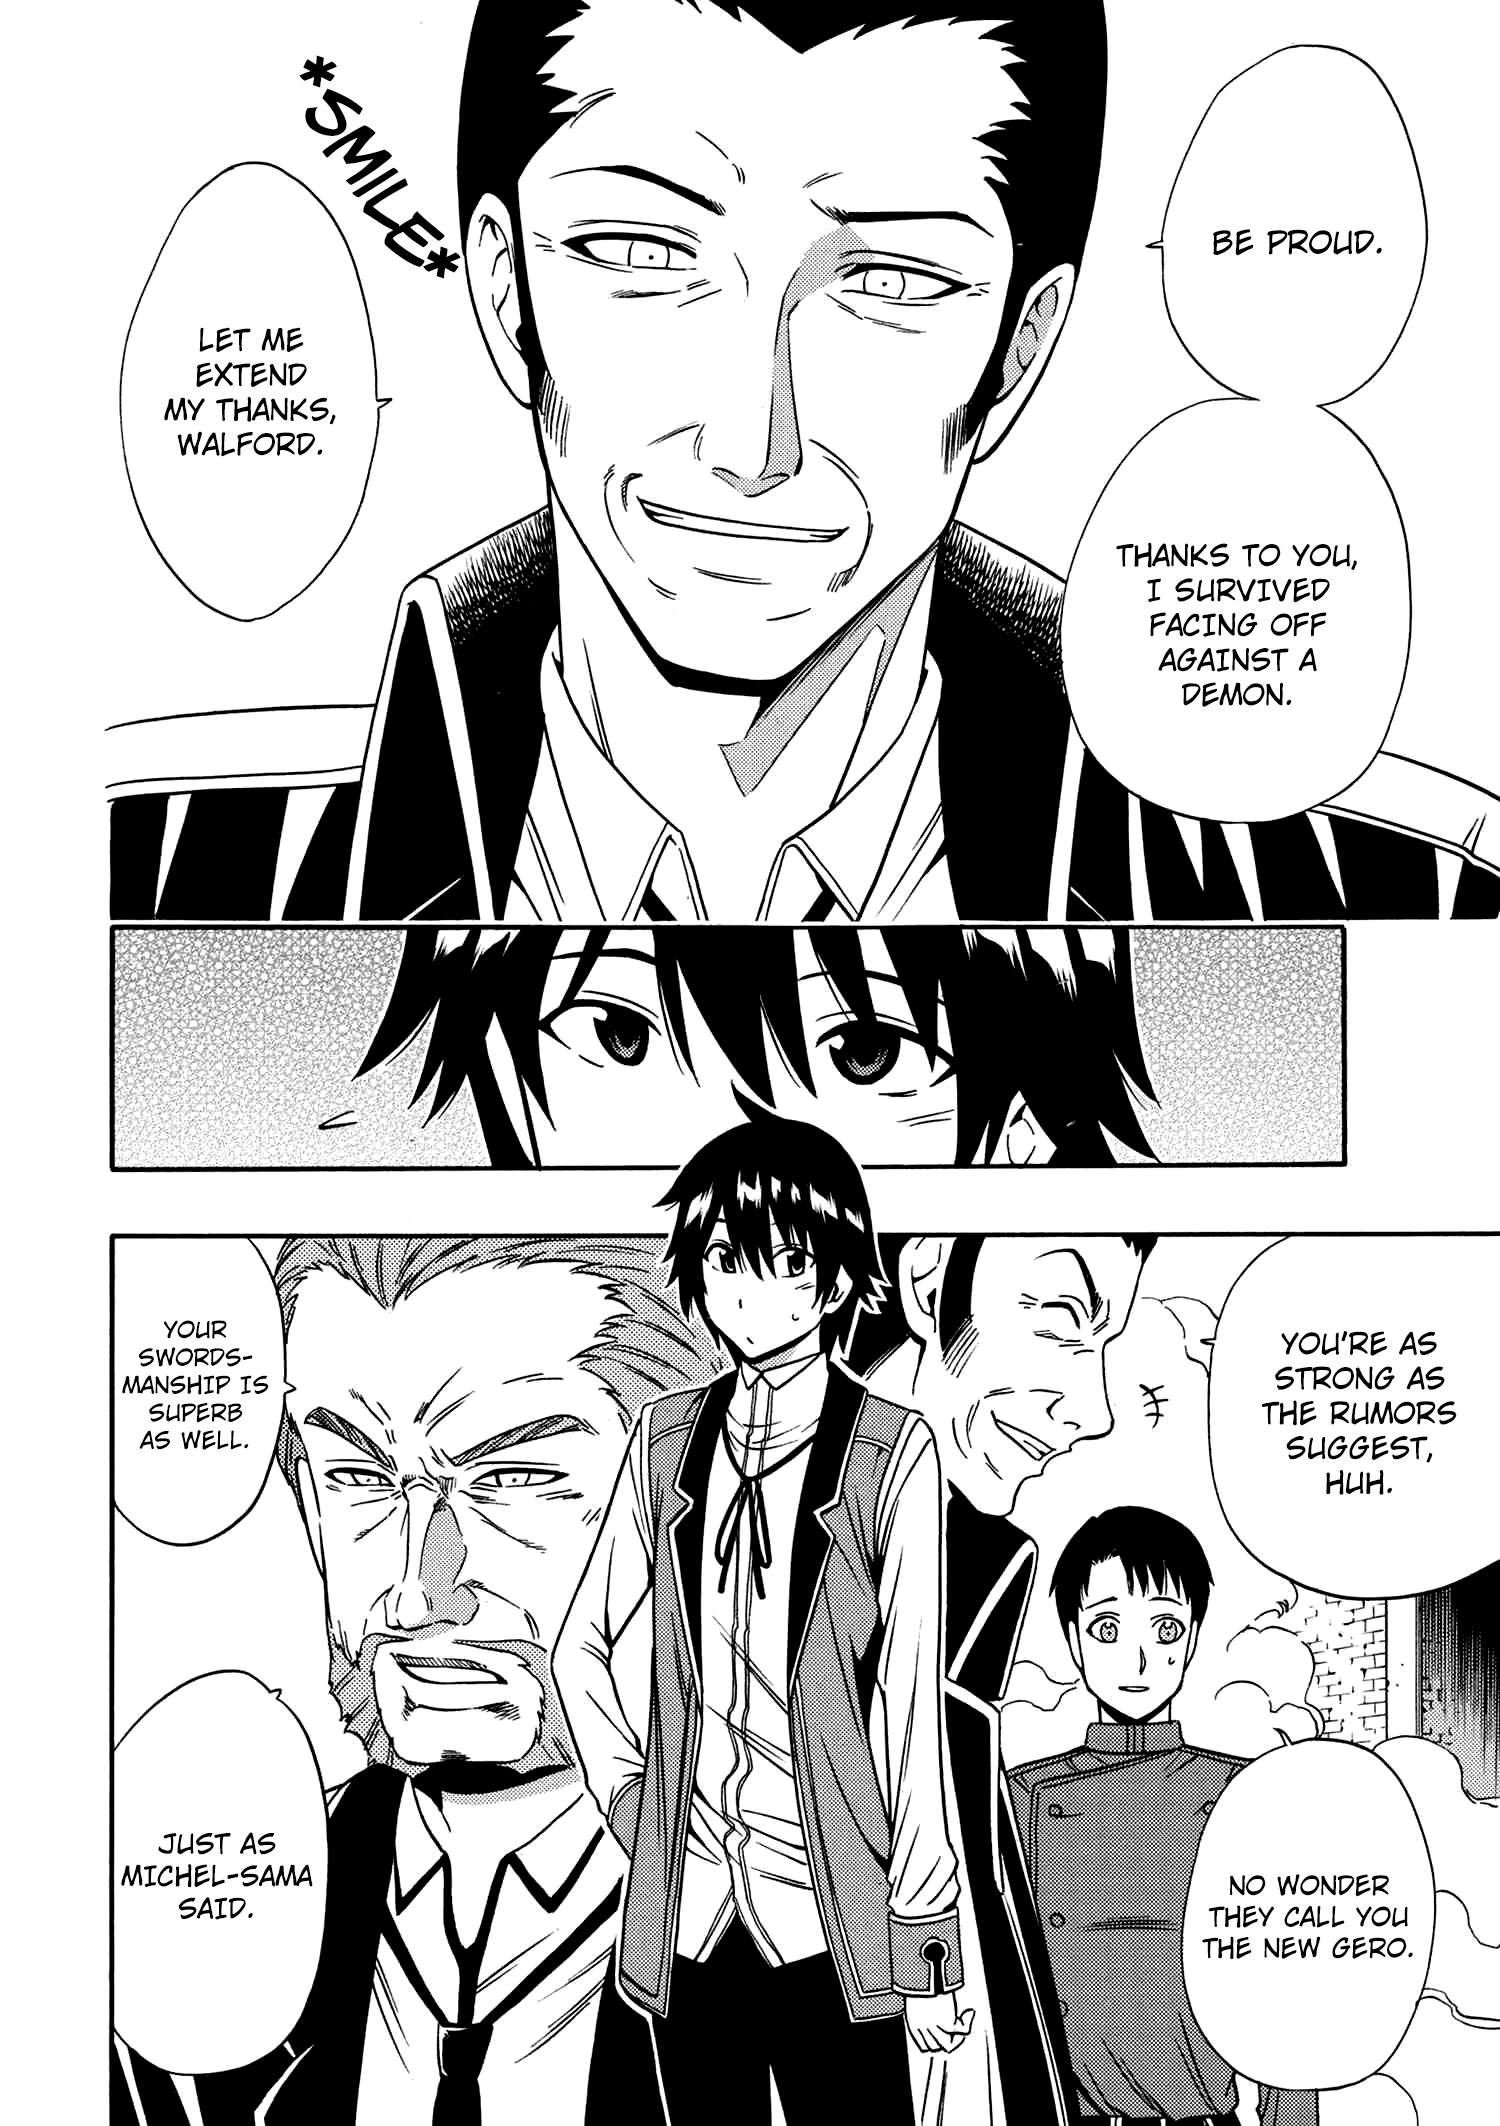 BE PROUD.
THANKS TO YOU,
I SURVIVED
FACING OFF
AGAINST A
DEMON.
*SMILE*
LET ME
EXTEND
MY THANKS,
WALFORD.
YOU'RE AS
STRONG AS
THE RUMORS
SUGGEST,
HUH.
NO WONDER
THEY CALL YOU
THE NEW GERO.
YOUR
SWORDS-
MANSHIP IS
SUPERB
AS WELL.
JUST AS
MICHEL-SAMA
SAID.